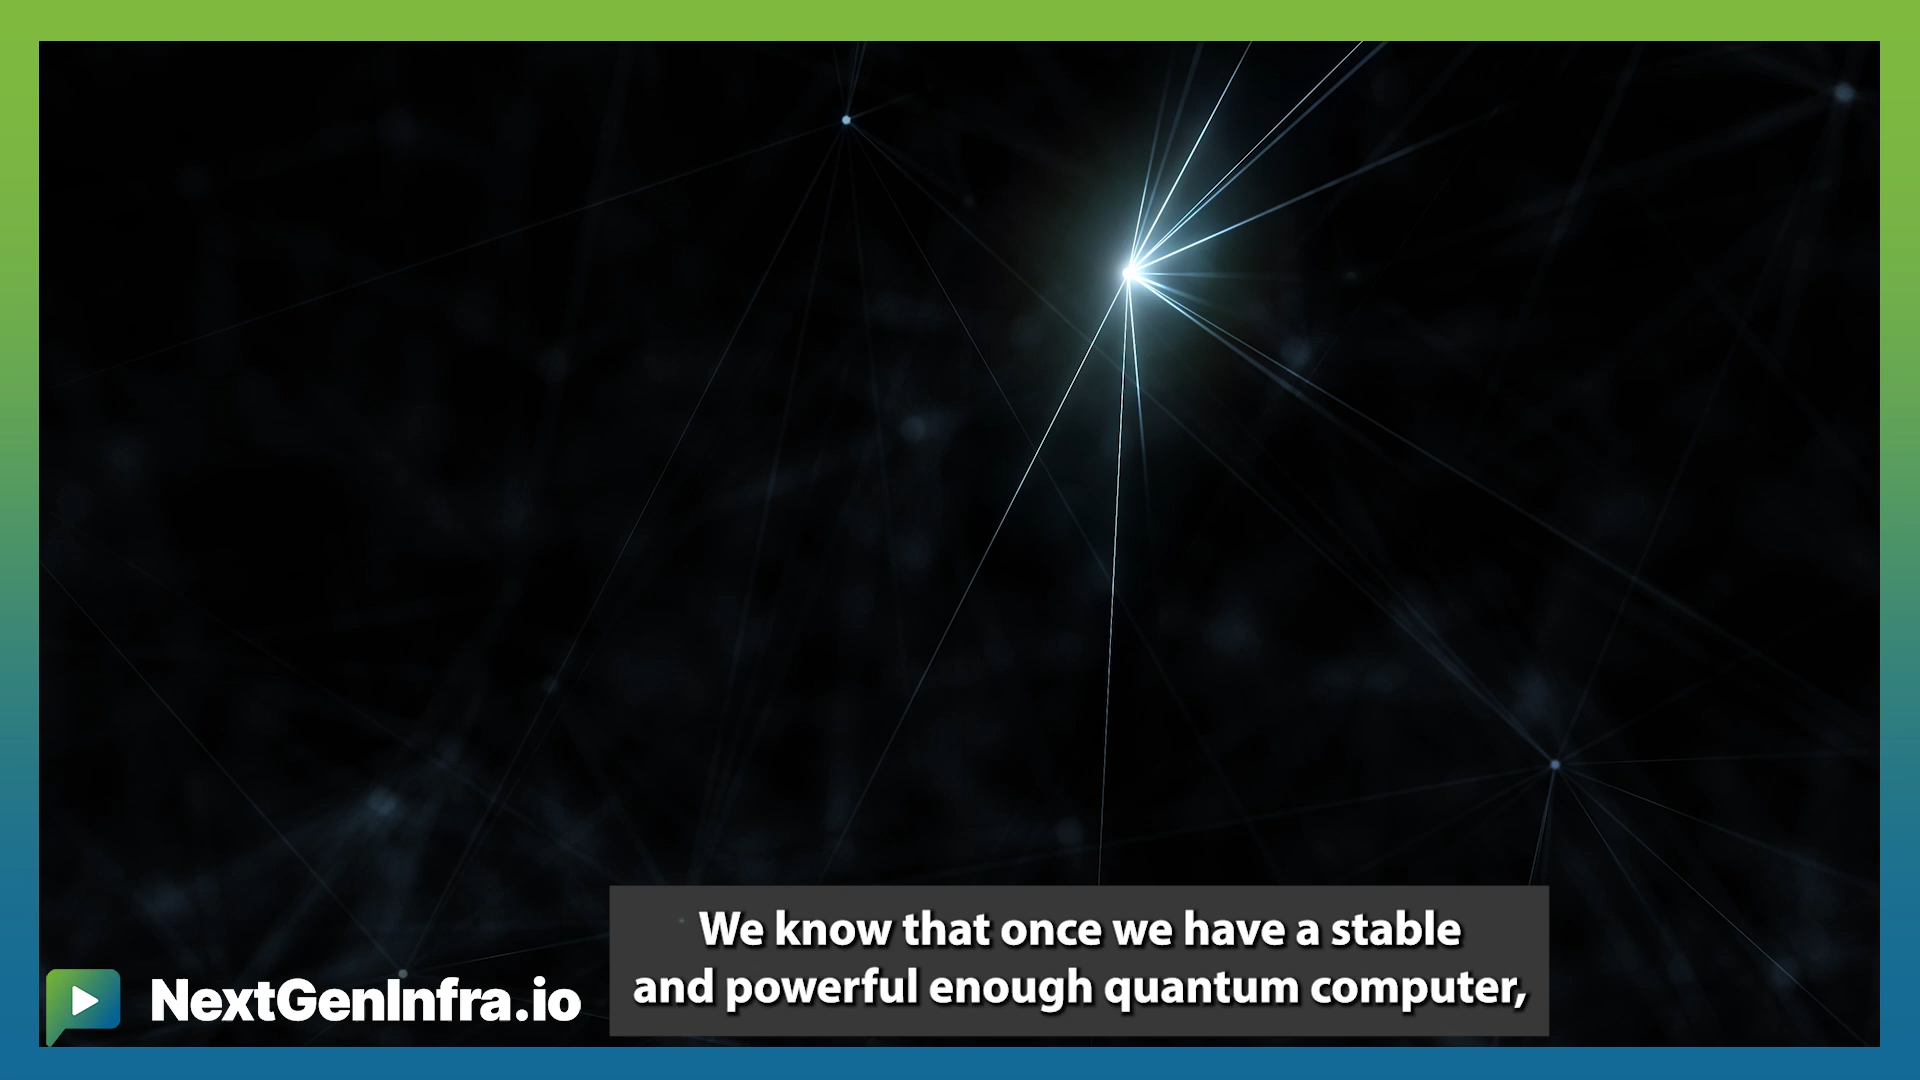 We know that once we have a stable
and powerful enough quantum computer,
NextGenInfra.io